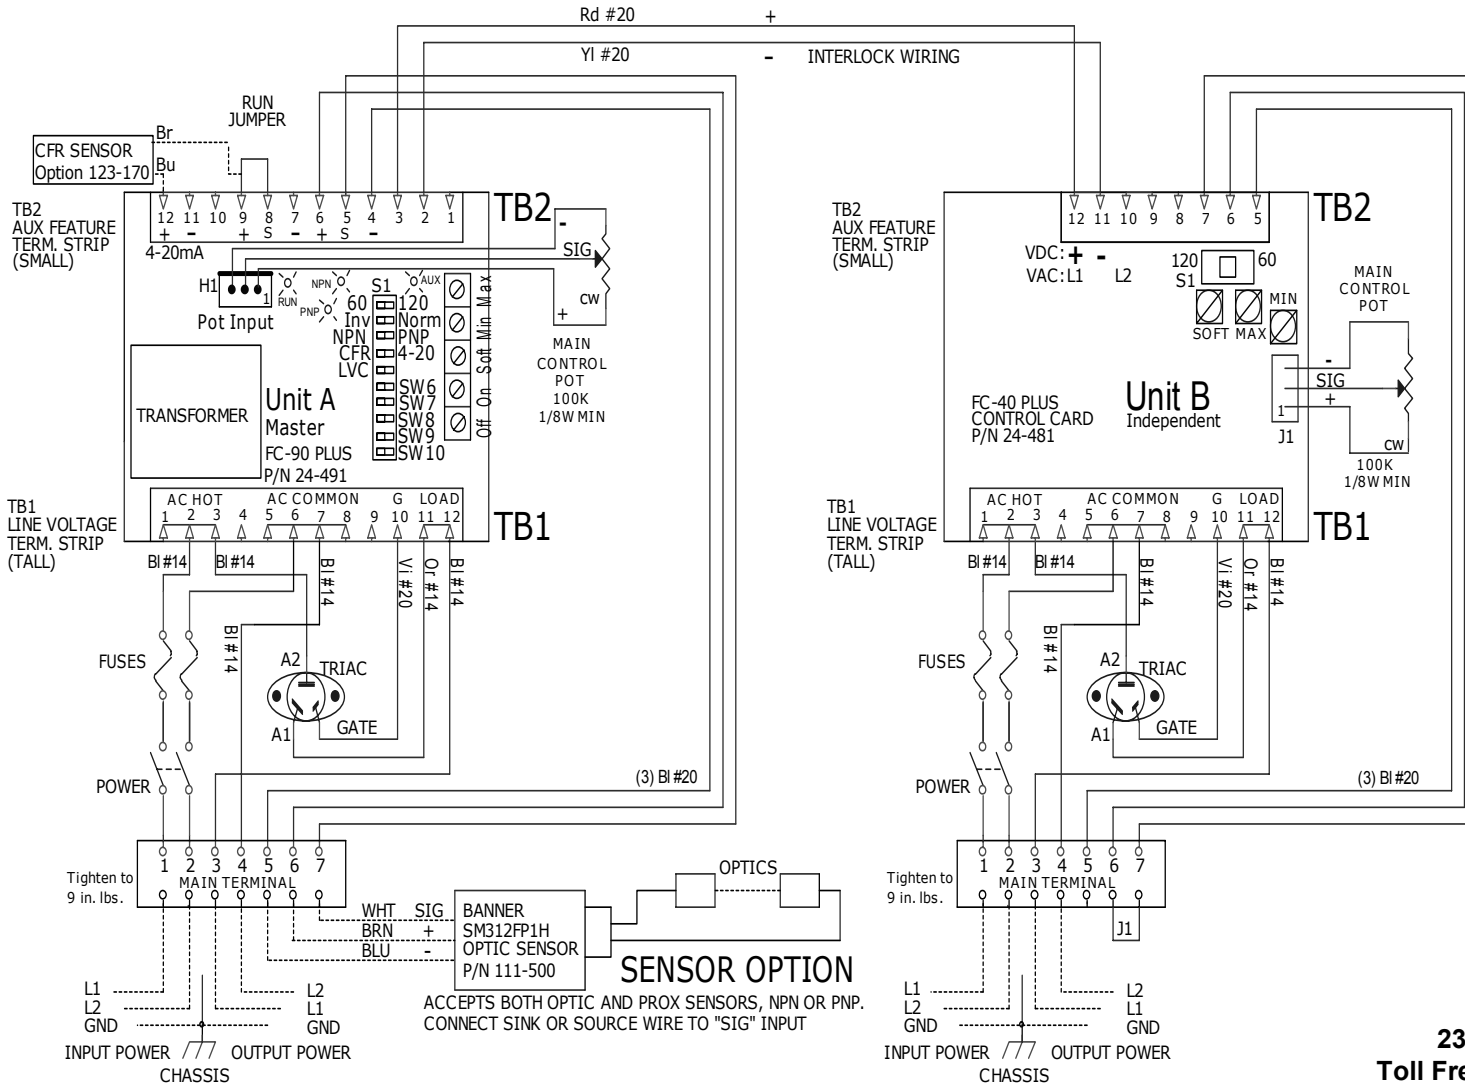 Rd #20 +
Yl #20 - INTERLOCK WIRING
RUN
JUMPER
CFR SENSOR
Option 123-170
Br
Bu
TB2
AUX FEATURE
TERM. STRIP
(SMALL)
12 11 10 9 8 7 6 5 4 3 2 1
+ - + S - + S -
4-20mA
TB2
H1
1
Pot Input
RUN
NPN
PNP
AUX
S1
60 120
Inv Norm
NPN PNP
CFR 4-20
LVC
SW6
SW7
SW8
SW9
SW10
Off On Soft Min Max
-
SIG
cw
+
MAIN
CONTROL
POT
100K
1/8W MIN
TRANSFORMER
Unit A
Master
FC-90 PLUS
P/N 24-491
TB1
LINE VOLTAGE
TERM. STRIP
(TALL)
AC HOT AC COMMON G LOAD
1 2 3 4 5 6 7 8 9 10 11 12
TB1
Bl #14
Bl #14
Bl #14
Vi #20
Or #14
Bl #14
Bl #14
FUSES
A2
TRIAC
A1
GATE
POWER
(3) Bl #20
Tighten to
9 in. lbs.
1 2 3 4 5 6 7
MAIN TERMINAL
WHT SIG
BRN +
BLU -
BANNER
SM312FP1H
OPTIC SENSOR
P/N 111-500
OPTICS
SENSOR OPTION
ACCEPTS BOTH OPTIC AND PROX SENSORS, NPN OR PNP.
CONNECT SINK OR SOURCE WIRE TO "SIG" INPUT
L1 L2
L2 L1
GND GND
INPUT POWER OUTPUT POWER
CHASSIS
TB2
AUX FEATURE
TERM. STRIP
(SMALL)
12 11 10 9 8 7 6 5
TB2
VDC: + -
VAC: L1 L2
120 60
S1
MIN
SOFT MAX
MAIN
CONTROL
POT
-
SIG
+
1
J1
cw
100K
1/8W MIN
FC-40 PLUS
CONTROL CARD
P/N 24-481
Unit B
Independent
TB1
LINE VOLTAGE
TERM. STRIP
(TALL)
AC HOT AC COMMON G LOAD
1 2 3 4 5 6 7 8 9 10 11 12
TB1
Bl #14
Bl #14
Bl #14
Vi #20
Or #14
Bl #14
Bl #14
FUSES
A2
TRIAC
A1
GATE
POWER
(3) Bl #20
Tighten to
9 in. lbs.
1 2 3 4 5 6 7
MAIN TERMINAL
J1
L1 L2
L2 L1
GND GND
INPUT POWER OUTPUT POWER
CHASSIS
23
Toll Fre